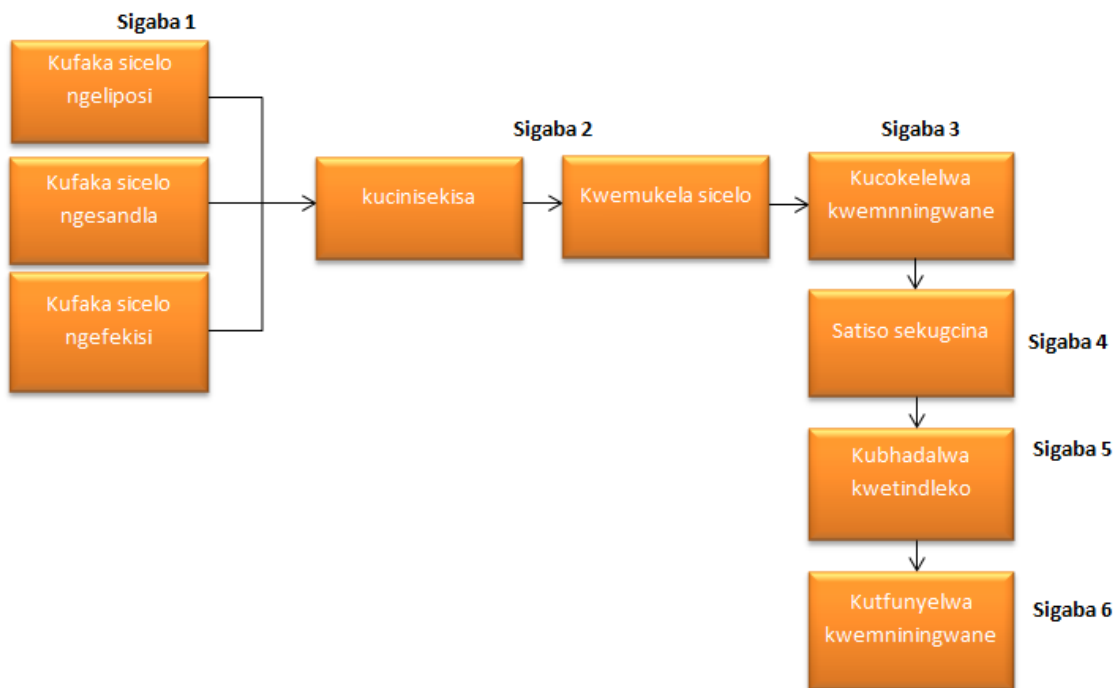 Sigaba 1
Kufaka sicelo
ngeliposi
Kufaka sicelo
ngesandla
Kufaka sicelo
ngefekisi
Sigaba 2
kucinisekisa
Kwemukela sicelo
Sigaba 3
Kucokelelwa
kwemnningwane
Satiso sekugcina
Sigaba 4
Kubhadalwa
kwetindleko
Sigaba 5
Kutfunyelwa
kwemniningwane
Sigaba 6